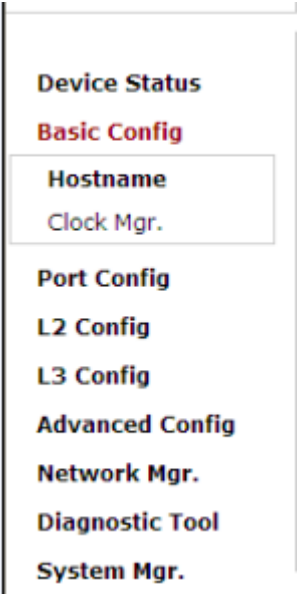 Device Status
Basic Config
Hostname
Clock Mgr.
Port Config
L2 Config
L3 Config
Advanced Config
Network Mgr.
Diagnostic Tool
System Mgr.